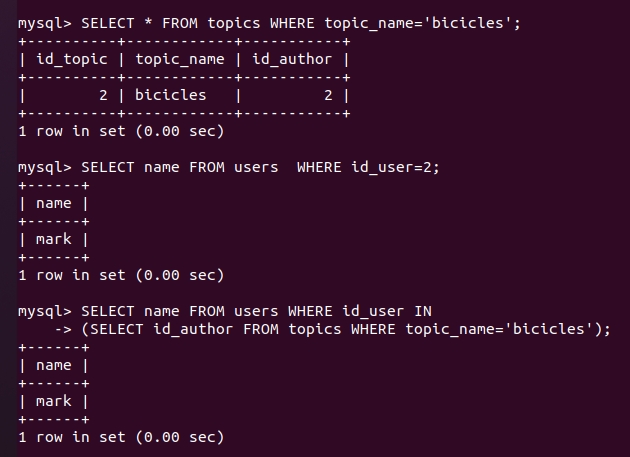 mysql> SELECT * FROM topics WHERE topic_name='bicicles';
+----------+------------+-----------+
| id_topic | topic_name | id_author |
+----------+------------+-----------+
|        2 | bicicles   |         2 |
+----------+------------+-----------+
1 row in set (0.00 sec)

mysql> SELECT name FROM users  WHERE id_user=2;
+------+
| name |
+------+
| mark |
+------+
1 row in set (0.00 sec)

mysql> SELECT name FROM users WHERE id_user IN
    -> (SELECT id_author FROM topics WHERE topic_name='bicicles');
+------+
| name |
+------+
| mark |
+------+
1 row in set (0.00 sec)